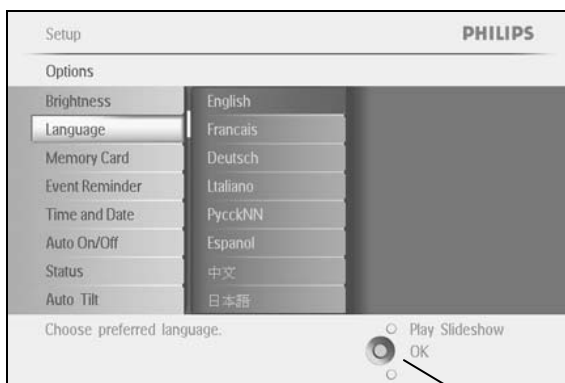 Setup
PHILIPS
Options
Brightness
English
Language
Francais
Memory Card
Deutsch
Event Reminder
Ltaliano
Time and Date
PycckNN
Auto On/Off
Espanol
Status
中文
Auto Tilt
日本語
Choose preferred language.
Play Slideshow
OK